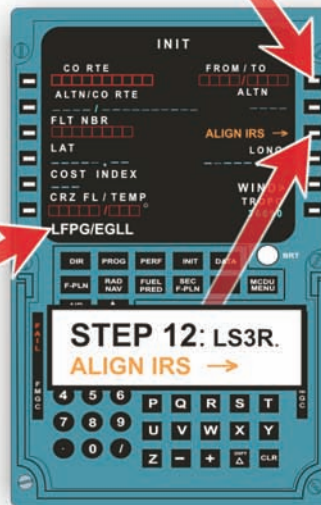 INIT
CO RTE FROM/TO
ALTN/CO RTE ALTN
FLT NBR
ALIGN IRS →
LAT LONG
COST INDEX
WIND>
CRZ FL/TEMP TROPO
LFPG/EGLL
DIR PROG PERF INIT DATA BRT
F-PLN RAD NAV FUEL PRED SEC F-PLN MCDU MENU
FAIL
STEP 12: LS3R.
ALIGN IRS →
FMGC
4 5 6 P Q R S T
7 8 9 U V W X Y
· 0 / Z - + CLR